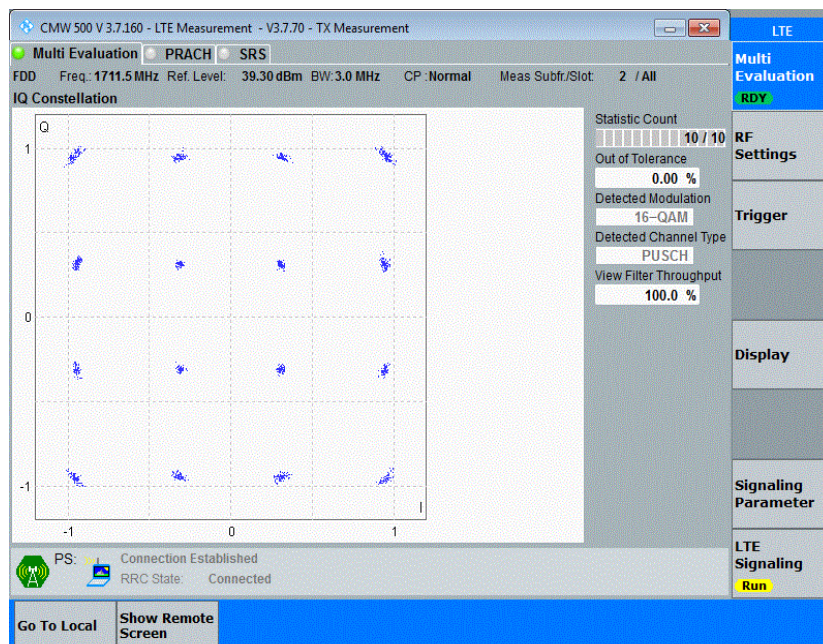 CMW 500 V 3.7.160 - LTE Measurement - V3.7.70 - TX Measurement
LTE
Multi Evaluation PRACH SRS
FDD Freq.: 1711.5 MHz Ref. Level: 39.30 dBm BW: 3.0 MHz CP : Normal Meas Subfr./Slot: 2 / All
IQ Constellation
Q
1
0
-1
-1 0 1
I
Statistic Count
10 / 10
Out of Tolerance
0.00 %
Detected Modulation
16-QAM
Detected Channel Type
PUSCH
View Filter Throughput
100.0 %
Multi
Evaluation
RDY
RF
Settings
Trigger
Display
Signaling
Parameter
LTE
Signaling
Run
PS: Connection Established
RRC State: Connected
Go To Local
Show Remote
Screen